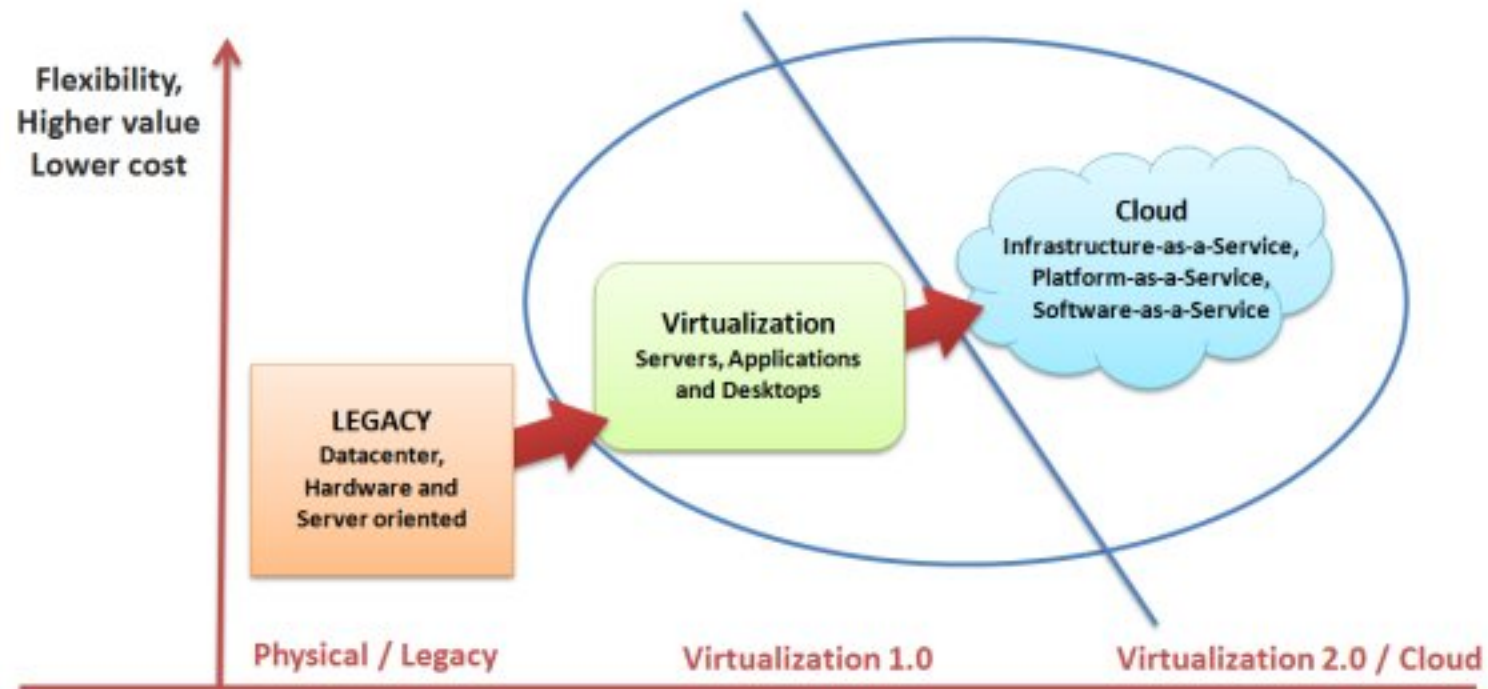 Flexibility,
Higher value
Lower cost
Cloud
Infrastructure-as-a-Service,
Platform-as-a-Service,
Software-as-a-Service
Virtualization
Servers, Applications
and Desktops
LEGACY
Datacenter,
Hardware and
Server oriented
Physical / Legacy
Virtualization 1.0
Virtualization 2.0 / Cloud